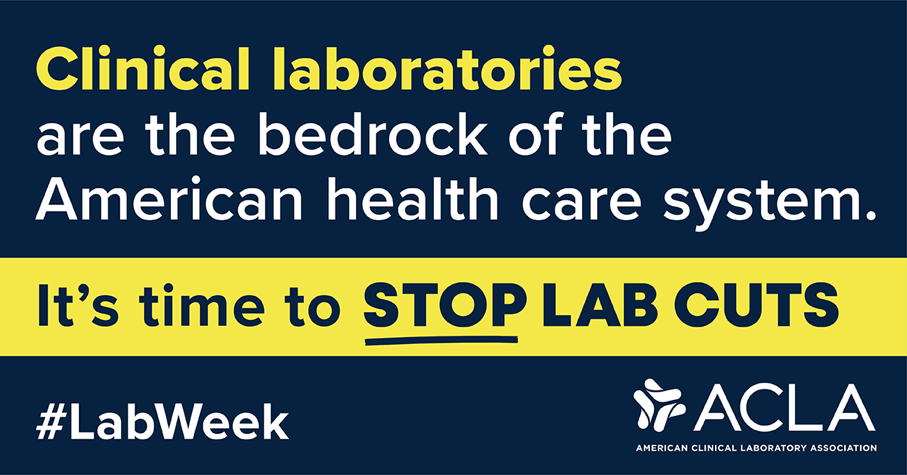 Clinical laboratories
are the bedrock of the
American health care system.
It's time to STOP LAB CUTS
#LabWeek
ACLA
AMERICAN CLINICAL LABORATORY ASSOCIATION